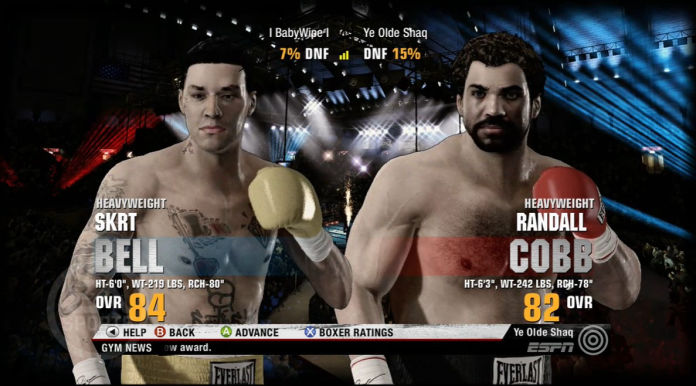 I BabyWipe I
Ye Olde Shaq
7% DNF
DNF 15%
HEAVYWEIGHT
SKRT
BELL
HT-6'0", WT-219 LBS, RCH-80"
OVR 84
HEAVYWEIGHT
RANDALL
COBB
HT-6'3", WT-242 LBS, RCH-78"
82 OVR
HELP B BACK A ADVANCE X BOXER RATINGS
Ye Olde Shaq
GYM NEWS ow award.
ESPN
EVERLAST
EVERLAST